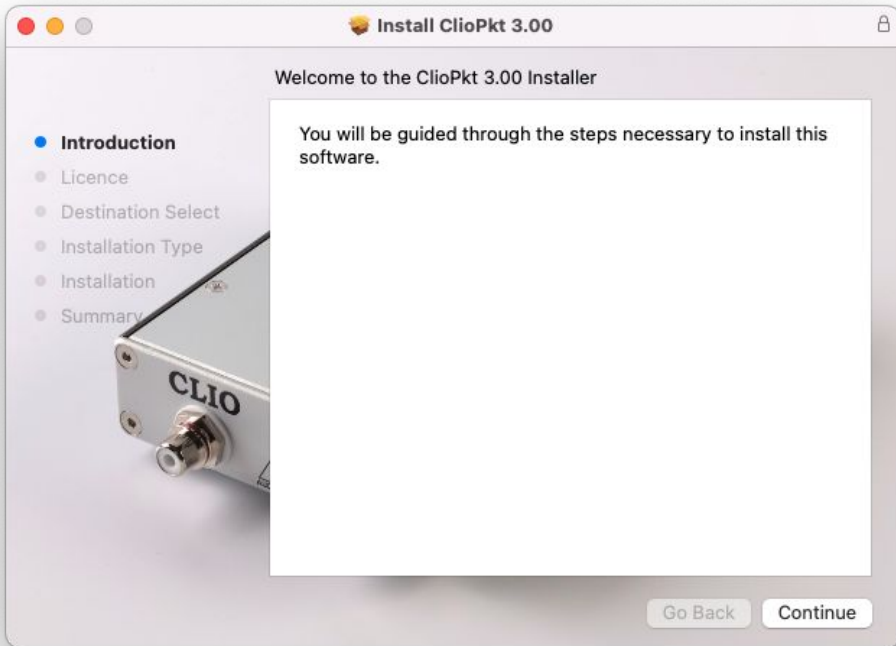 Install ClioPkt 3.00
Welcome to the ClioPkt 3.00 Installer
Introduction
Licence
Destination Select
Installation Type
Installation
Summary
You will be guided through the steps necessary to install this
software.
CLIO
Go Back
Continue